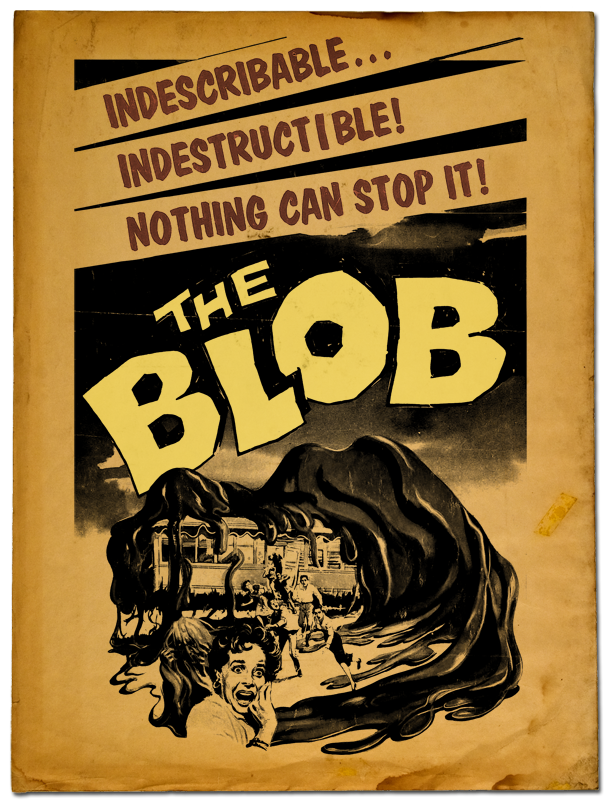 INDESCRIBABLE...
INDESTRUCTIBLE!
NOTHING CAN STOP IT!
THE
BLOB